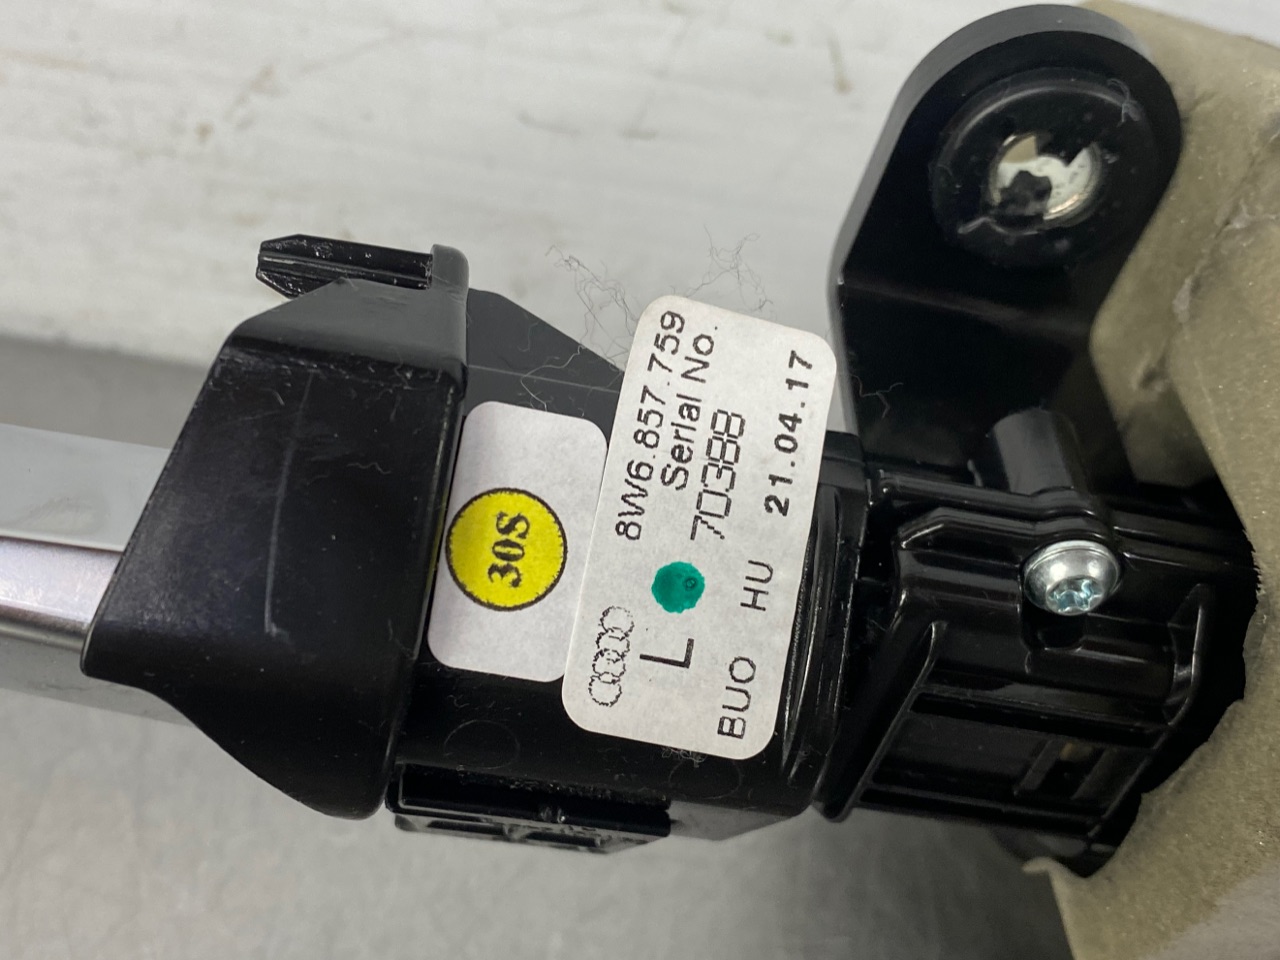 8W6.857.759
Serial No.
70388
L
BUO HU 21.04.17
30S